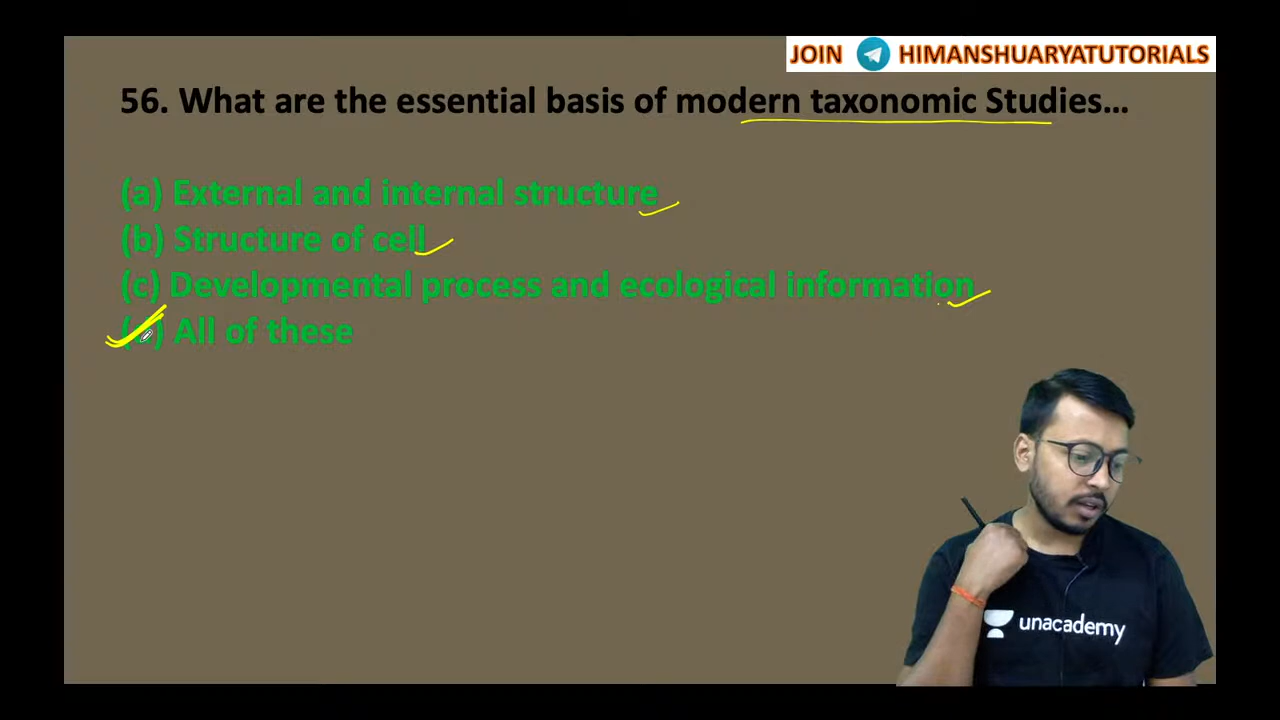 JOIN HIMANSHUARYATUTORIALS
56. What are the essential basis of modern taxonomic Studies...
(a) External and internal structure
(b) Structure of cell
(c) Developmental process and ecological information
(d) All of these
unacademy